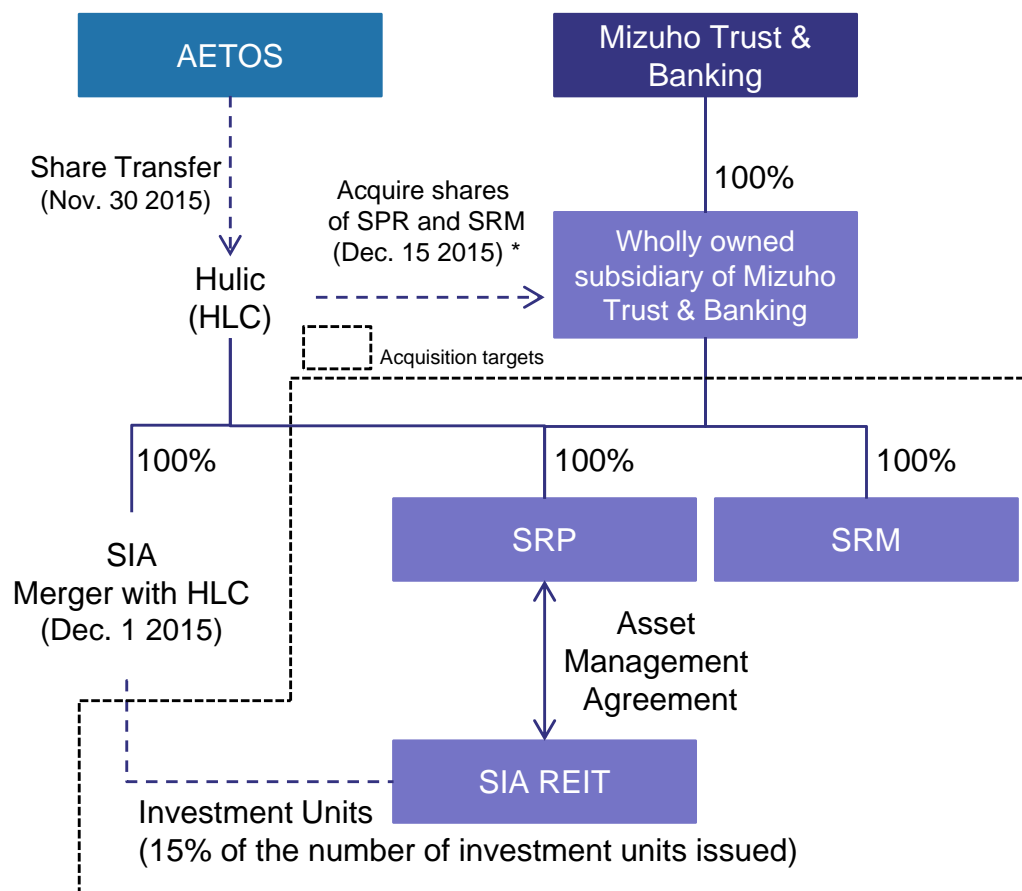 AETOS
Mizuho Trust &
Banking
Share Transfer
(Nov. 30 2015)
Acquire shares
of SPR and SRM
(Dec. 15 2015) *
100%
Wholly owned
subsidiary of Mizuho
Trust & Banking
Hulic
(HLC)
Acquisition targets
100%
100%
100%
SRP
SRM
SIA
Merger with HLC
(Dec. 1 2015)
Asset
Management
Agreement
SIA REIT
Investment Units
(15% of the number of investment units issued)